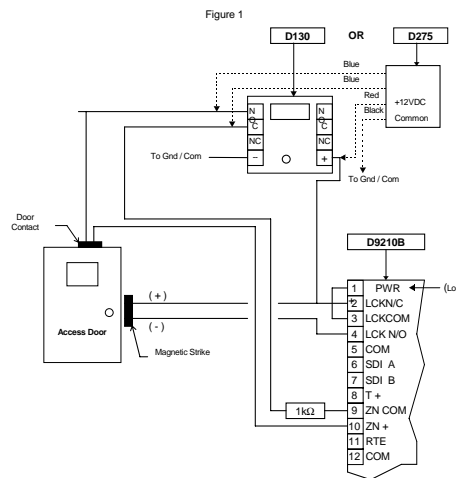 Figure 1
D130
OR
D275
Blue
Blue
Red
Black
+12VDC
Common
N
O
C
NC
–
N
O
C
NC
+
To Gnd / Com
To Gnd / Com
Door
Contact
D9210B
Access Door
( + )
( - )
Magnetic Strike
1 PWR +
(Lo
2 LCKN/C
3 LCKCOM
4 LCK N/O
5 COM
6 SDI A
7 SDI B
8 T +
1kΩ
9 ZN COM
10 ZN +
11 RTE
12 COM